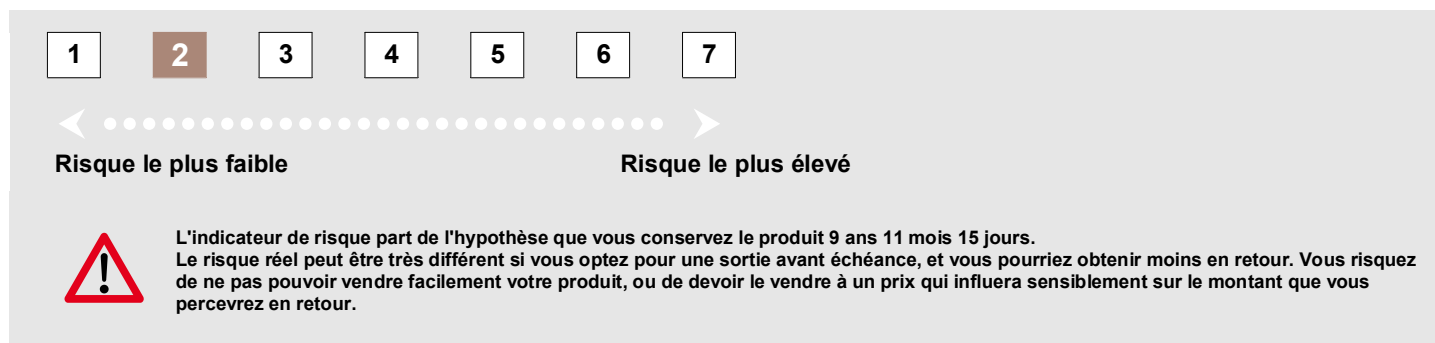 1 2 3 4 5 6 7
Risque le plus faible Risque le plus élevé
L'indicateur de risque part de l'hypothèse que vous conservez le produit 9 ans 11 mois 15 jours.
Le risque réel peut être très différent si vous optez pour une sortie avant échéance, et vous pourriez obtenir moins en retour. Vous risquez
de ne pas pouvoir vendre facilement votre produit, ou de devoir le vendre à un prix qui influera sensiblement sur le montant que vous
percevrez en retour.